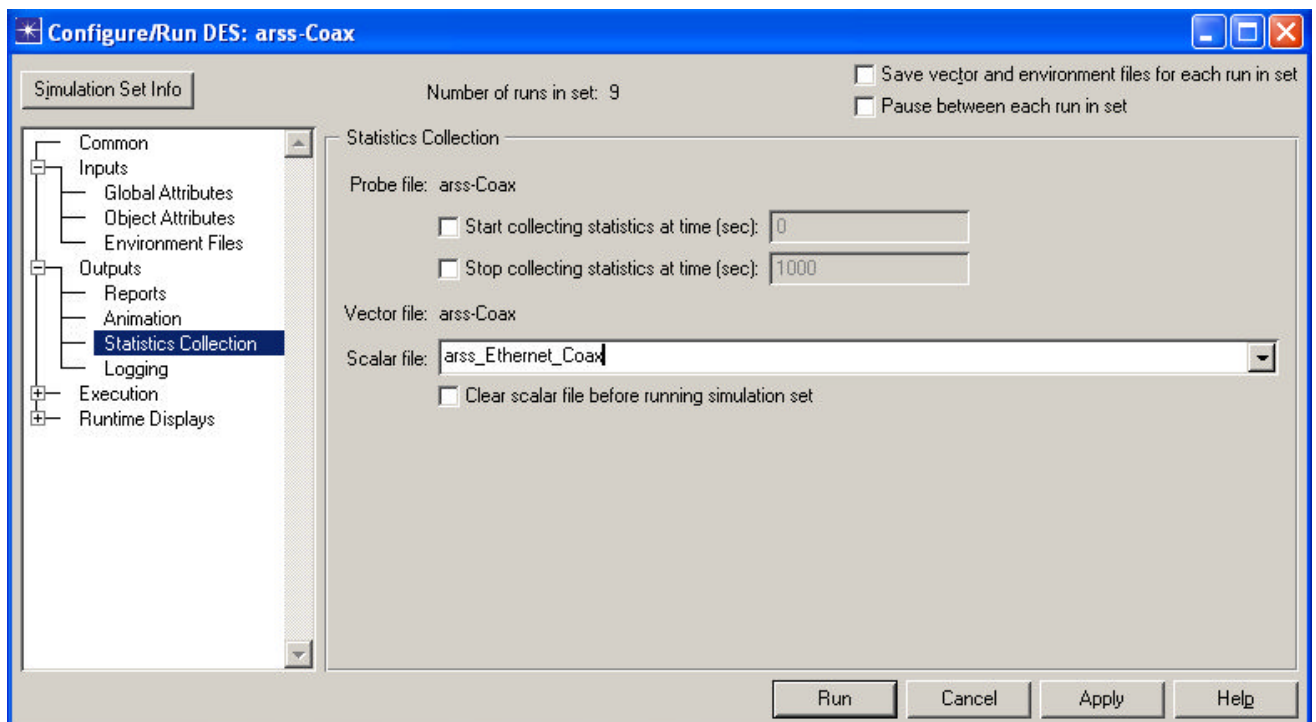 Configure/Run DES: arss-Coax
Simulation Set Info
Number of runs in set: 9
Save vector and environment files for each run in set
Pause between each run in set
Common
Inputs
Global Attributes
Object Attributes
Environment Files
Outputs
Reports
Animation
Statistics Collection
Logging
Execution
Runtime Displays
Statistics Collection
Probe file: arss-Coax
Start collecting statistics at time (sec): 0
Stop collecting statistics at time (sec): 1000
Vector file: arss-Coax
Scalar file: arss_Ethernet_Coax
Clear scalar file before running simulation set
Run Cancel Apply Help